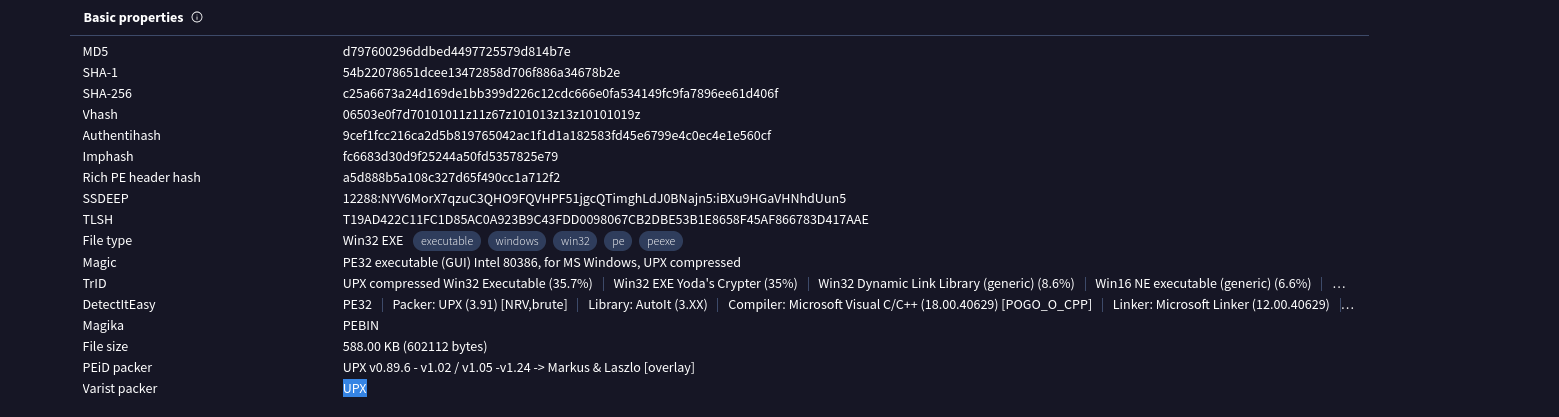 Basic properties
MD5 d797600296ddbed4497725579d814b7e
SHA-1 54b22078651dcee13472858d706f886a34678b2e
SHA-256 c25a6673a24d169de1bb399d226c12cdc666e0fa534149fc9fa7896ee61d406f
Vhash 06503e0f7d70101011z11z67z101013z13z10101019z
Authentihash 9cef1fcc216ca2d5b819765042ac1f1d1a182583fd45e6799e4c0ec4e1e560cf
Imphash fc6683d30d9f25244a50fd5357825e79
Rich PE header hash a5d888b5a108c327d65f490cc1a712f2
SSDEEP 12288:NYV6MorX7qzuC3QHO9FQVHPF51jgcQTimghLdJ0BNajn5:iBXu9HGaVHNhdUun5
TLSH T19AD422C11FC1D85AC0A923B9C43FDD0098067CB2DBE53B1E8658F45AF866783D417AAE
File type Win32 EXE executable windows win32 pe peexe
Magic PE32 executable (GUI) Intel 80386, for MS Windows, UPX compressed
TrID UPX compressed Win32 Executable (35.7%) | Win32 EXE Yoda's Crypter (35%) | Win32 Dynamic Link Library (generic) (8.6%) | Win16 NE executable (generic) (6.6%) | ...
DetectItEasy PE32 | Packer: UPX (3.91) [NRV,brute] | Library: AutoIt (3.XX) | Compiler: Microsoft Visual C/C++ (18.00.40629) [POGO_O_CPP] | Linker: Microsoft Linker (12.00.40629) | ...
Magika PEBIN
File size 588.00 KB (602112 bytes)
PEiD packer UPX v0.89.6 - v1.02 / v1.05 -v1.24 -> Markus & Laszlo [overlay]
Varist packer UPX